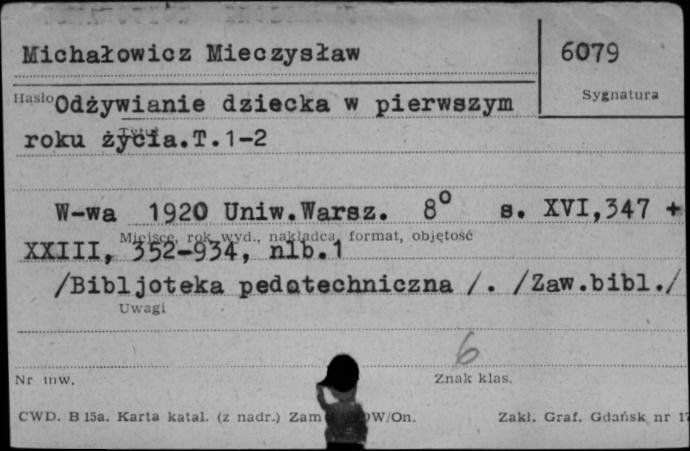 Michałowicz Mieczysław
6079
Hasło
Sygnatura
Odżywianie dziecka w pierwszym
Tytuł
roku życia.T.1-2
W-wa 1920 Uniw.Warsz. 8° s. XVI,347 +
Miejsce, rok wyd., nakładca, format, objętość
XXIII, 352-934, nlb.1
/Bibljoteka pedotechniczna /. /Zaw.bibl./
Uwagi
6
Nr inw.
Znak klas.
CWD. B 15a. Karta katal. (z nadr.) W/On.
Zakł. Graf. Gdańsk nr